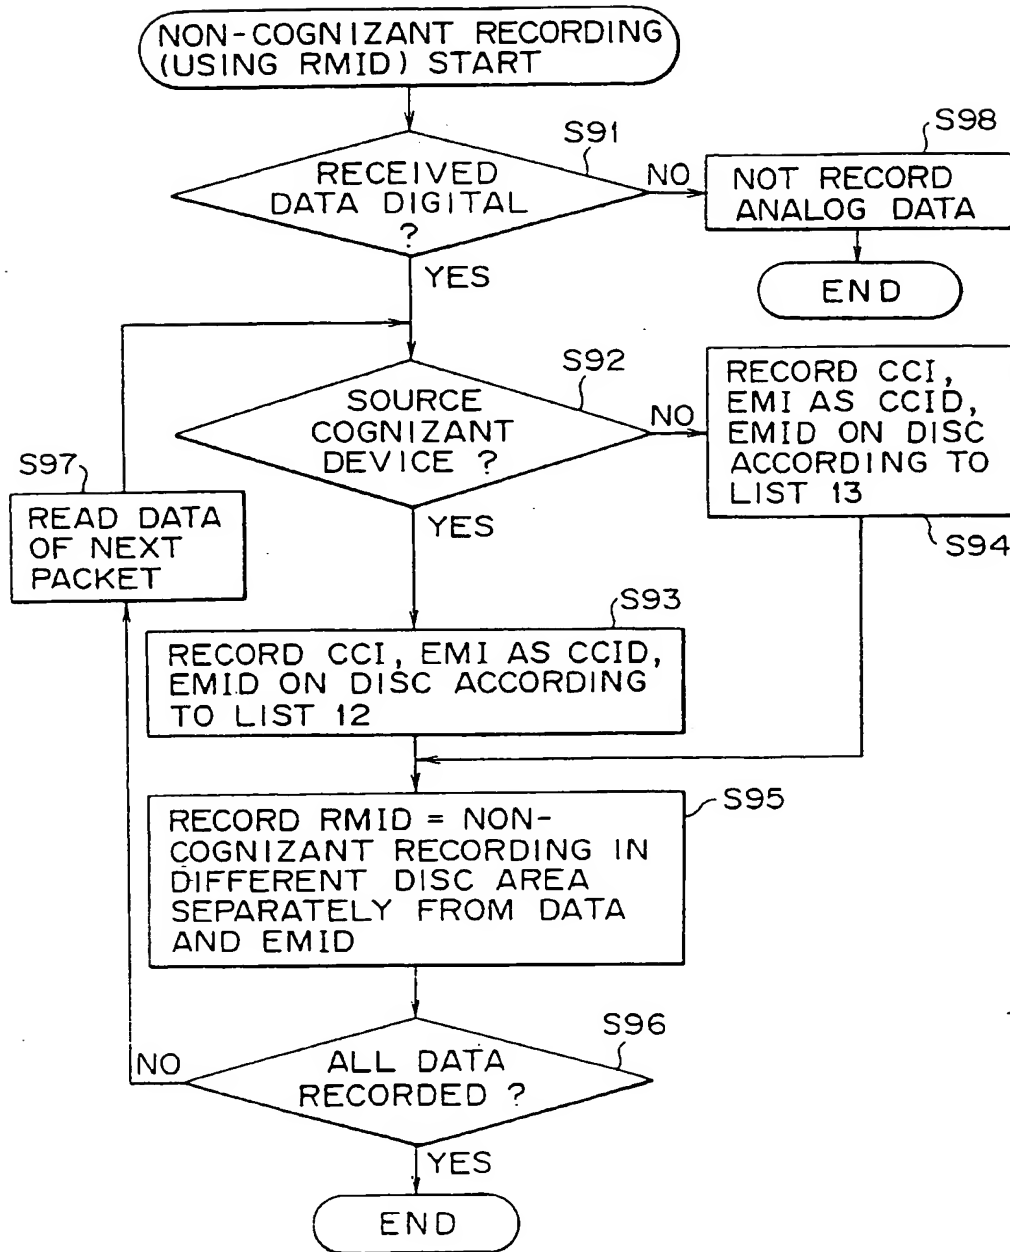 NON-COGNIZANT RECORDING
(USING RMID) START
S91
RECEIVED
DATA DIGITAL
?
NO
S98
NOT RECORD
ANALOG DATA
END
YES
S92
SOURCE
COGNIZANT
DEVICE ?
NO
RECORD CCI,
EMI AS CCID,
EMID ON DISC
ACCORDING TO
LIST 13
S94
S97
READ DATA
OF NEXT
PACKET
YES
S93
RECORD CCI, EMI AS CCID,
EMID ON DISC ACCORDING
TO LIST 12
S95
RECORD RMID = NON-
COGNIZANT RECORDING IN
DIFFERENT DISC AREA
SEPARATELY FROM DATA
AND EMID
S96
ALL DATA
RECORDED ?
NO
YES
END